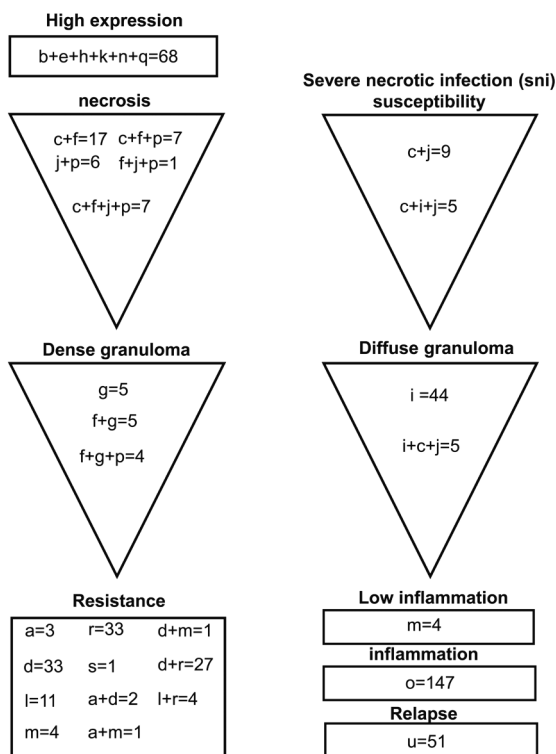 High expression
b+e+h+k+n+q=68
necrosis
c+f=17 c+f+p=7
j+p=6 f+j+p=1
c+f+j+p=7
Severe necrotic infection (sni)
susceptibility
c+j=9
c+i+j=5
Dense granuloma
g=5
f+g=5
f+g+p=4
Diffuse granuloma
i =44
i+c+j=5
Resistance
a=3 r=33 d+m=1
d=33 s=1 d+r=27
l=11 a+d=2 l+r=4
m=4 a+m=1
Low inflammation
m=4
inflammation
o=147
Relapse
u=51